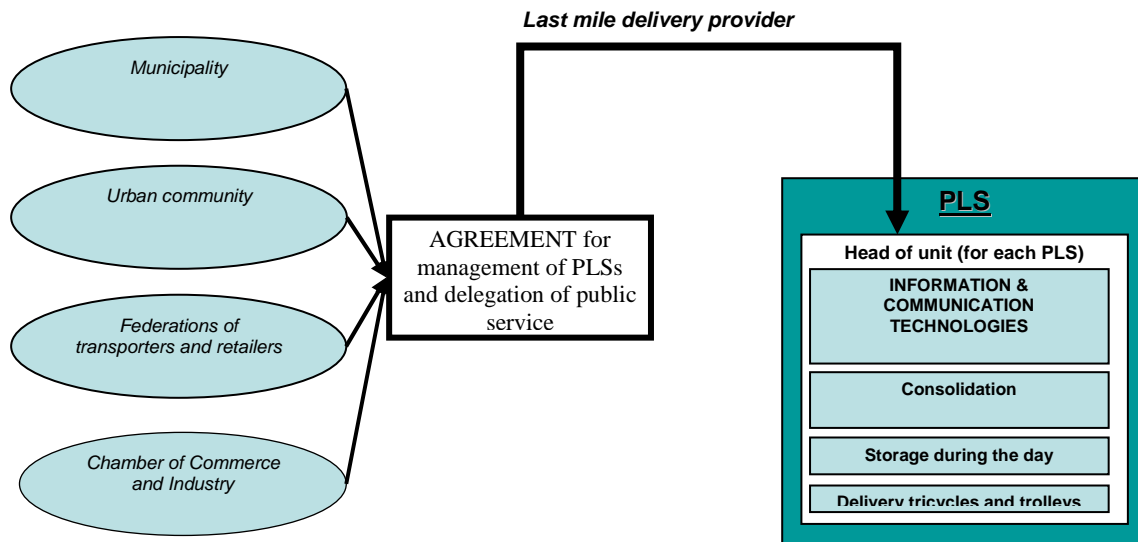 Last mile delivery provider
Municipality
Urban community
Federations of
transporters and retailers
Chamber of Commerce
and Industry
AGREEMENT for
management of PLSs
and delegation of public
service
PLS
Head of unit (for each PLS)
INFORMATION &
COMMUNICATION
TECHNOLOGIES
Consolidation
Storage during the day
Delivery tricycles and trolleys